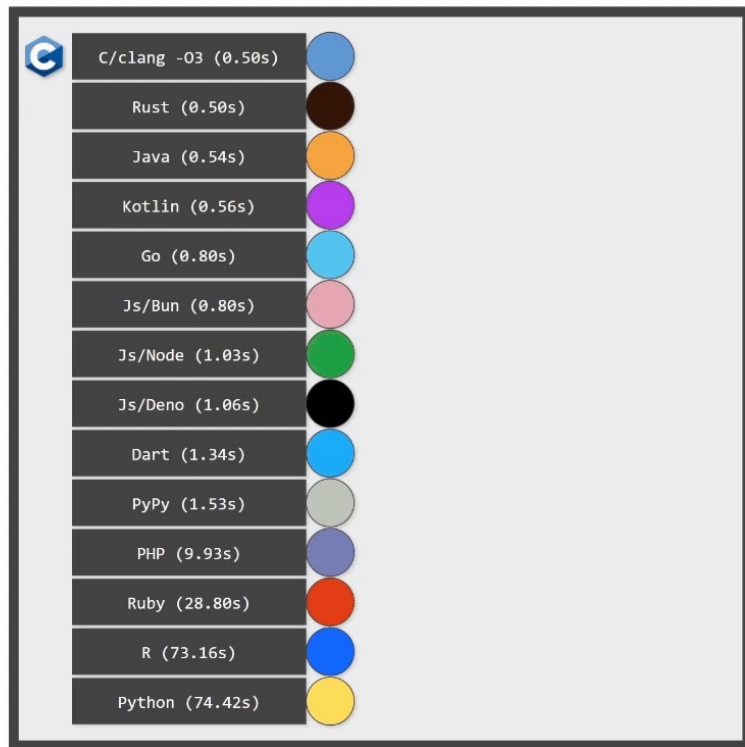 C
C/clang -O3 (0.50s)
Rust (0.50s)
Java (0.54s)
Kotlin (0.56s)
Go (0.80s)
Js/Bun (0.80s)
Js/Node (1.03s)
Js/Deno (1.06s)
Dart (1.34s)
PyPy (1.53s)
PHP (9.93s)
Ruby (28.80s)
R (73.16s)
Python (74.42s)